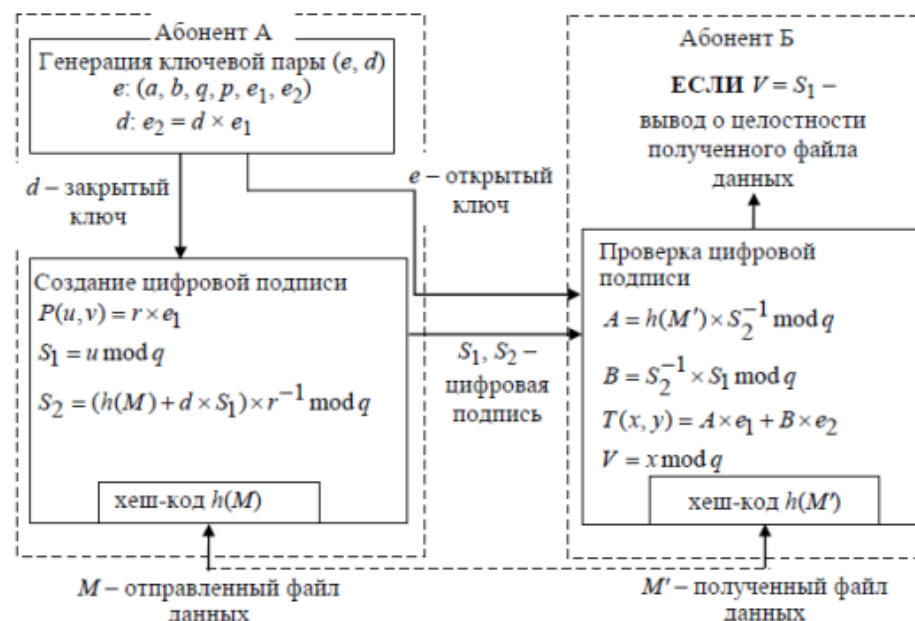 Абонент А
Генерация ключевой пары (e, d)
e: (a, b, q, p, e₁, e₂)
d: e₂ = d × e₁
d – закрытый
ключ
e – открытый
ключ
Создание цифровой подписи
P(u, v) = r × e₁
S₁ = u mod q
S₂ = (h(M) + d × S₁) × r⁻¹ mod q
хеш-код h(M)
M – отправленный файл
данных
S₁, S₂ –
цифровая
подпись
Абонент Б
ЕСЛИ V = S₁ –
вывод о целостности
полученного файла
данных
Проверка цифровой
подписи
A = h(M′) × S₂⁻¹ mod q
B = S₂⁻¹ × S₁ mod q
T(x, y) = A × e₁ + B × e₂
V = x mod q
хеш-код h(M′)
M′ – полученный файл
данных